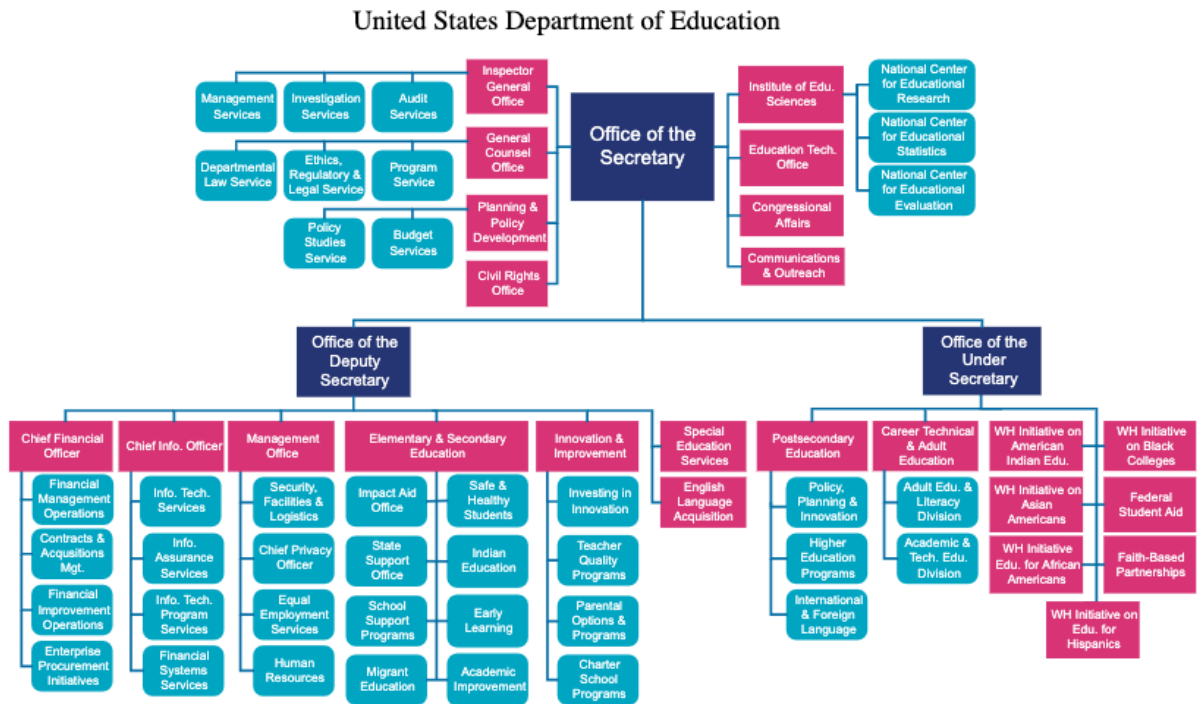 United States Department of Education
Inspector
General
Office
Management
Services
Investigation
Services
Audit
Services
General
Counsel
Office
Departmental
Law Service
Ethics,
Regulatory &
Legal Service
Program
Service
Planning &
Policy
Development
Policy
Studies
Service
Budget
Services
Civil Rights
Office
Office of the
Secretary
Institute of Edu.
Sciences
National Center
for Educational
Research
National Center
for Educational
Statistics
National Center
for Educational
Evaluation
Education Tech.
Office
Congressional
Affairs
Communications
& Outreach
Office of the
Deputy
Secretary
Office of the
Under
Secretary
Chief Financial
Officer
Financial
Management
Operations
Contracts &
Acqusitions
Mgt.
Financial
Improvement
Operations
Enterprise
Procurement
Initiatives
Chief Info. Officer
Info. Tech.
Services
Info.
Assurance
Services
Info. Tech.
Program
Services
Financial
Systems
Services
Management
Office
Security,
Facilities &
Logistics
Chief Privacy
Officer
Equal
Employment
Services
Human
Resources
Elementary & Secondary
Education
Impact Aid
Office
Safe &
Healthy
Students
State
Support
Office
Indian
Education
School
Support
Programs
Early
Learning
Migrant
Education
Academic
Improvement
Innovation &
Improvement
Investing in
Innovation
Teacher
Quality
Programs
Parental
Options &
Programs
Charter
School
Programs
Special
Education
Services
English
Language
Acquisition
Postsecondary
Education
Policy,
Planning &
Innovation
Higher
Education
Programs
International
& Foreign
Language
Career Technical
& Adult
Education
Adult Edu. &
Literacy
Division
Academic &
Tech. Edu.
Division
WH Initiative on
American
Indian Edu.
WH Initiative
on Black
Colleges
WH Initiative on
Asian
Americans
Federal
Student Aid
WH Initiative
Edu. for African
Americans
Faith-Based
Partnerships
WH Initiative on
Edu. for
Hispanics